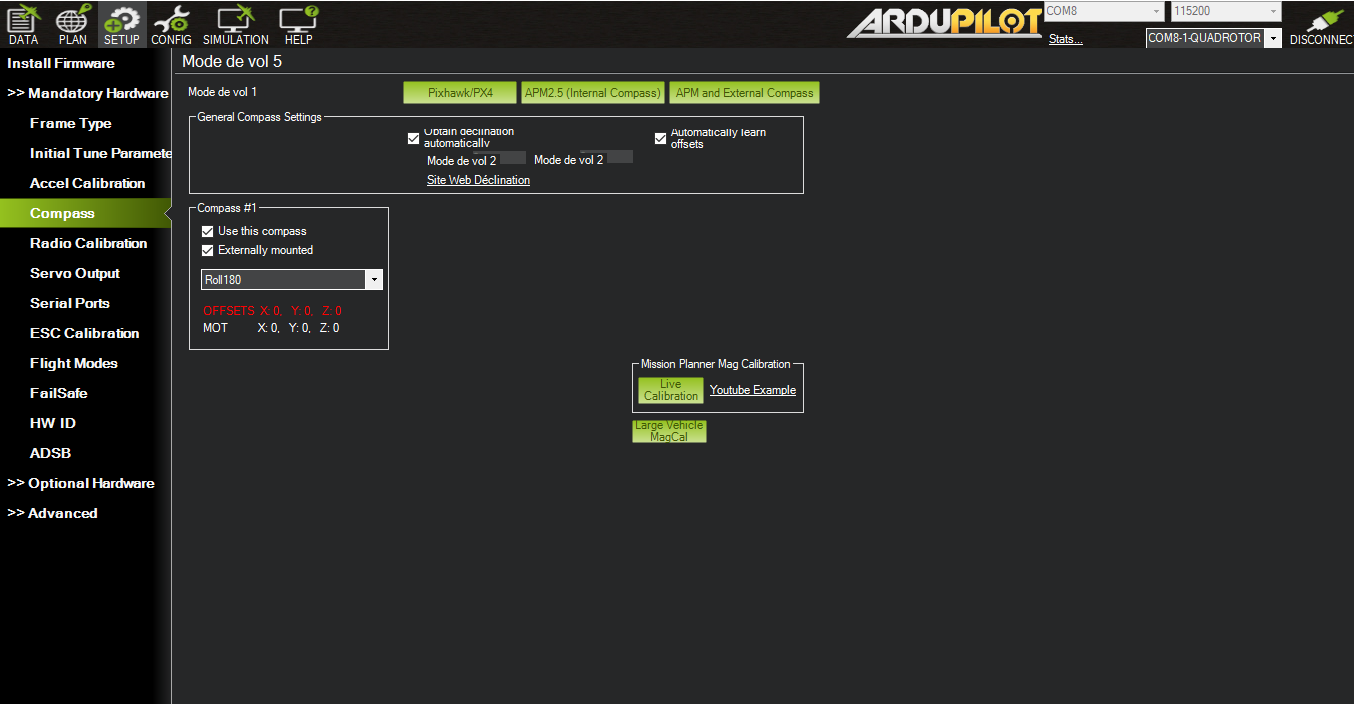 DATA PLAN SETUP CONFIG SIMULATION HELP
ARDUPILOT
COM8 115200
Stats...
COM8-1-QUADROTOR
DISCONNEC
Install Firmware
>> Mandatory Hardware
Frame Type
Initial Tune Paramete
Accel Calibration
Compass
Radio Calibration
Servo Output
Serial Ports
ESC Calibration
Flight Modes
FailSafe
HW ID
ADSB
>> Optional Hardware
>> Advanced
Mode de vol 5
Mode de vol 1
Pixhawk/PX4 APM2.5 (Internal Compass) APM and External Compass
General Compass Settings
Obtain declination
automatically
Automatically learn
offsets
Mode de vol 2 Mode de vol 2
Site Web Déclination
Compass #1
Use this compass
Externally mounted
Roll180
OFFSETS X: 0, Y: 0, Z: 0
MOT X: 0, Y: 0, Z: 0
Mission Planner Mag Calibration
Live
Calibration
Youtube Example
Large Vehicle
MagCal